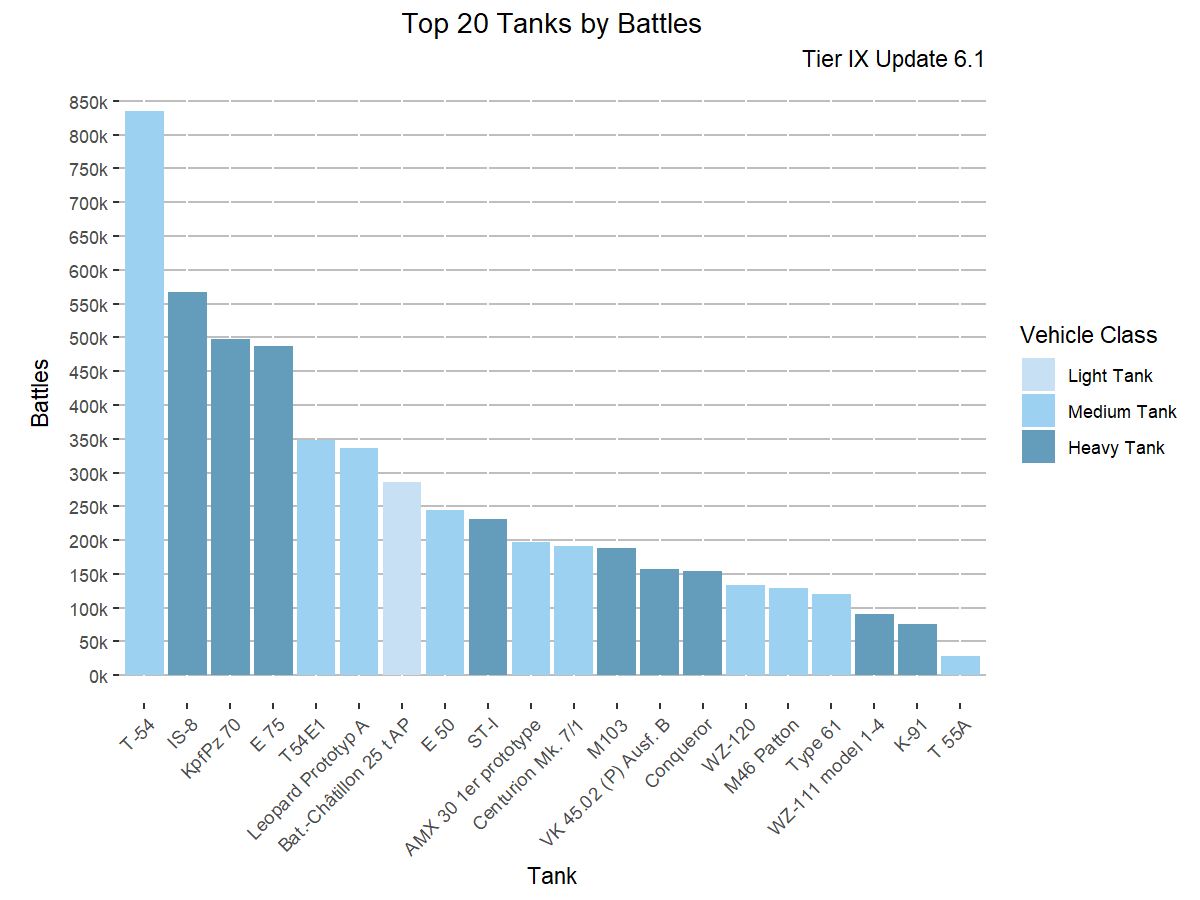 Top 20 Tanks by Battles
Tier IX Update 6.1
850k
800k
750k
700k
650k
600k
550k
500k
450k
400k
350k
300k
250k
200k
150k
100k
50k
0k
Battles
T-54
IS-8
KpfPz 70
E 75
T54E1
Leopard Prototyp A
Bat.-Châtillon 25 t AP
E 50
ST-I
AMX 30 1er prototype
Centurion Mk. 7/1
M103
VK 45.02 (P) Ausf. B
Conqueror
WZ-120
M46 Patton
Type 61
WZ-111 model 1-4
K-91
T 55A
Tank
Vehicle Class
Light Tank
Medium Tank
Heavy Tank